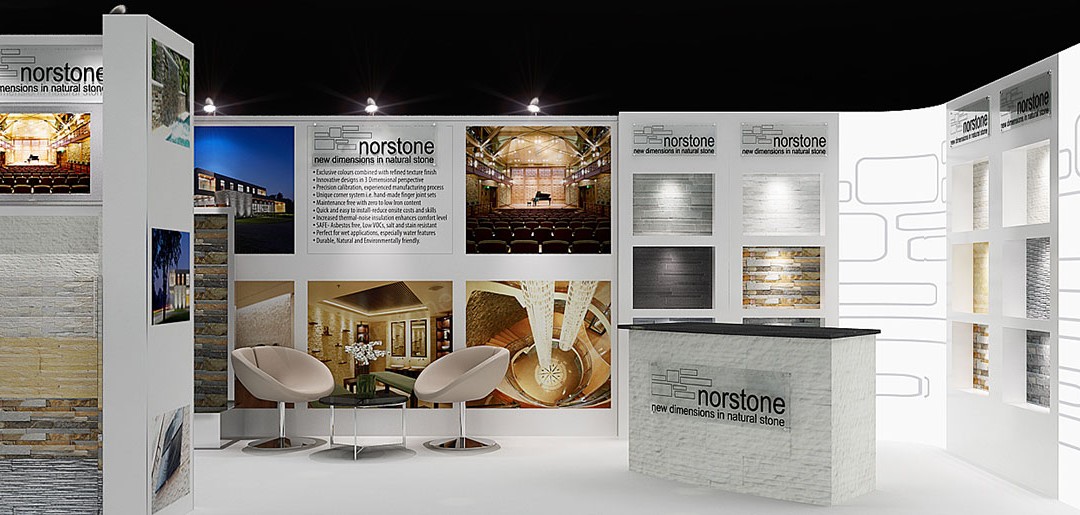 norstone
mensions in natural stone
norstone
new dimensions in natural stone
• Exclusive colours combined with refined texture finish
• Innovative designs in 3 Dimensional perspective
• Precision calibration, experienced manufacturing process
• Unique corner system i.e. hand-made finger joint sets
• Maintenance free with zero to low Iron content
• Quick and easy to install-reduce onsite costs and skills
• Increased thermal-noise insulation enhances comfort level
• SAFE- Asbestos free, Low VOCs, salt and stain resistant
• Perfect for wet applications, especially water features
• Durable, Natural and Environmentally friendly.
norstone
new dimensions in natural stone
norstone
new dimensions in natural stone
norstone
new dimensions in natural stone
norstone
new dimensions in natural stone
norstone
new dimensions in natural stone